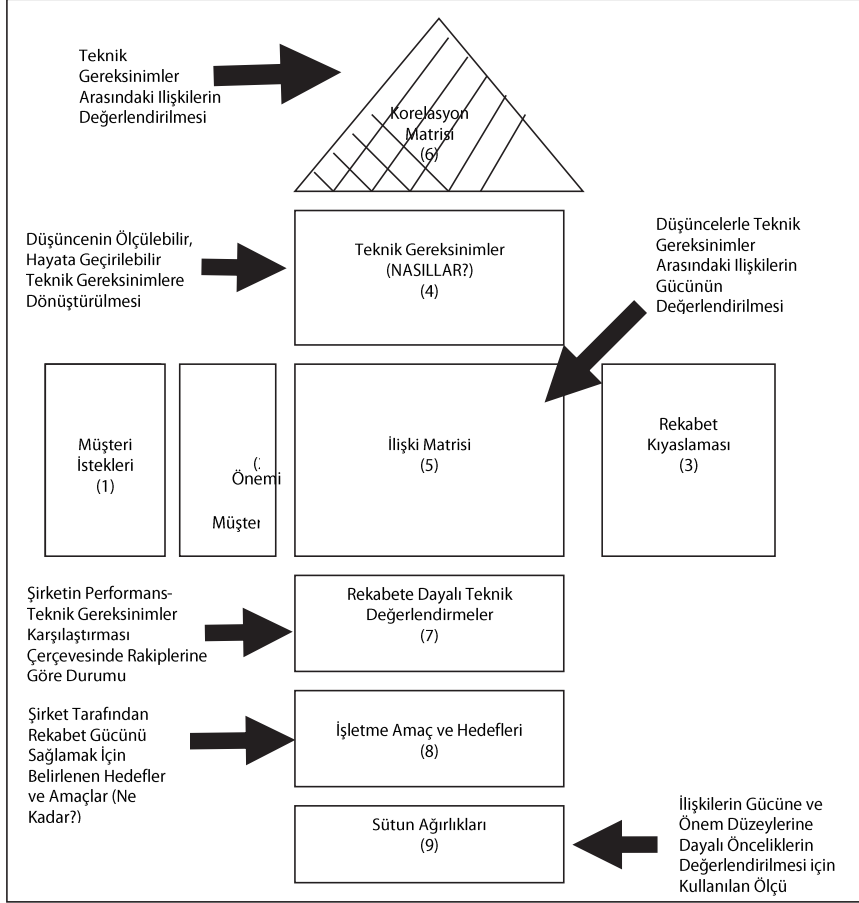 Teknik
Gereksinimler
Arasındaki Ilişkilerin
Değerlendirilmesi
Korelasyon
Matrisi
(6)
Düşüncenin Ölçülebilir,
Hayata Geçirilebilir
Teknik Gereksinimlere
Dönüştürülmesi
Teknik Gereksinimler
(NASILLAR?)
(4)
Düşüncelerle Teknik
Gereksinimler
Arasındaki Ilişkilerin
Gücünün
Değerlendirilmesi
Müşteri
İstekleri
(1)
Önemi
İlişki Matrisi
(5)
Rekabet
Kıyaslaması
(3)
Şirketin Performans-
Teknik Gereksinimler
Karşılaştırması
Çerçevesinde Rakiplerine
Göre Durumu
Rekabete Dayalı Teknik
Değerlendirmeler
(7)
Şirket Tarafından
Rekabet Gücünü
Sağlamak İçin
Belirlenen Hedefler
ve Amaçlar (Ne
Kadar?)
İşletme Amaç ve Hedefleri
(8)
Sütun Ağırlıkları
(9)
İlişkilerin Gücüne ve
Önem Düzeylerine
Dayalı Önceliklerin
Değerlendirilmesi için
Kullanılan Ölçü